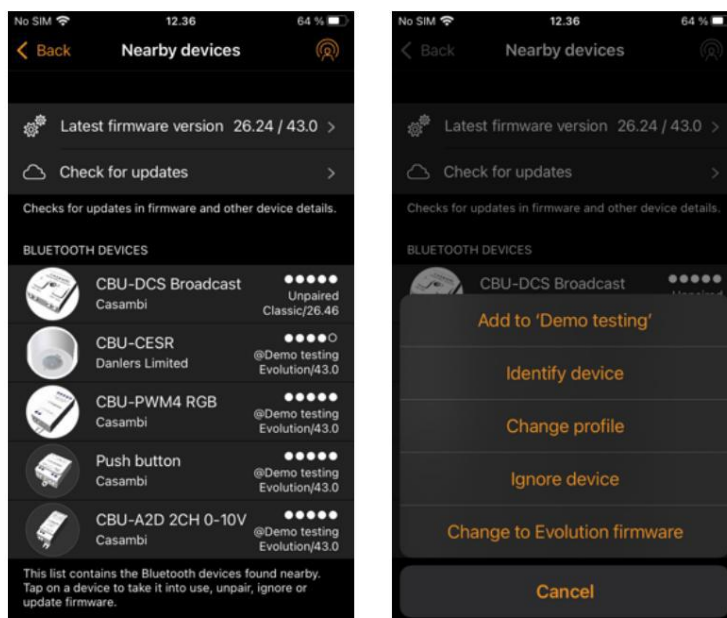 No SIM 12.36 64 %
Back Nearby devices
Latest firmware version 26.24 / 43.0
Check for updates
Checks for updates in firmware and other device details.
BLUETOOTH DEVICES
CBU-DCS Broadcast
Casambi
Unpaired
Classic/26.46
CBU-CESR
Danlers Limited
@Demo testing
Evolution/43.0
CBU-PWM4 RGB
Casambi
@Demo testing
Evolution/43.0
Push button
Casambi
@Demo testing
Evolution/43.0
CBU-A2D 2CH 0-10V
Casambi
@Demo testing
Evolution/43.0
This list contains the Bluetooth devices found nearby.
Tap on a device to take it into use, unpair, ignore or
update firmware.
No SIM 12.36 64 %
Back Nearby devices
Latest firmware version 26.24 / 43.0
Check for updates
Checks for updates in firmware and other device details.
BLUETOOTH DEVICES
CBU-DCS Broadcast
Add to ‘Demo testing’
Identify device
Change profile
Ignore device
Change to Evolution firmware
Cancel